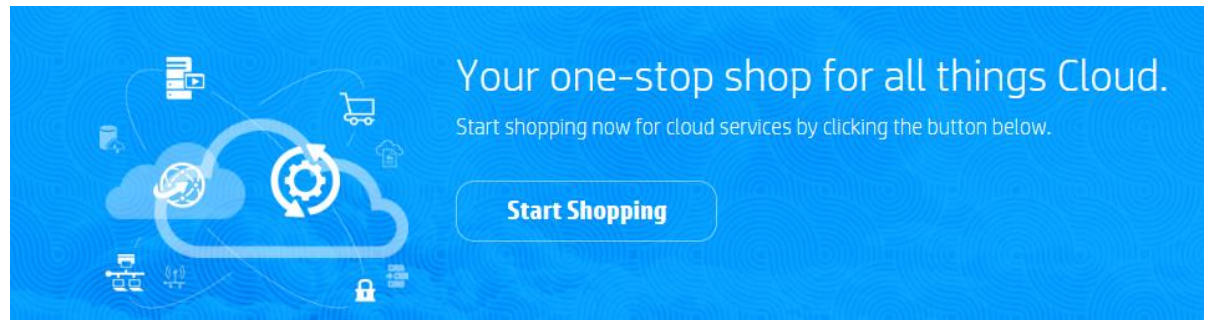 Your one-stop shop for all things Cloud.
Start shopping now for cloud services by clicking the button below.
Start Shopping